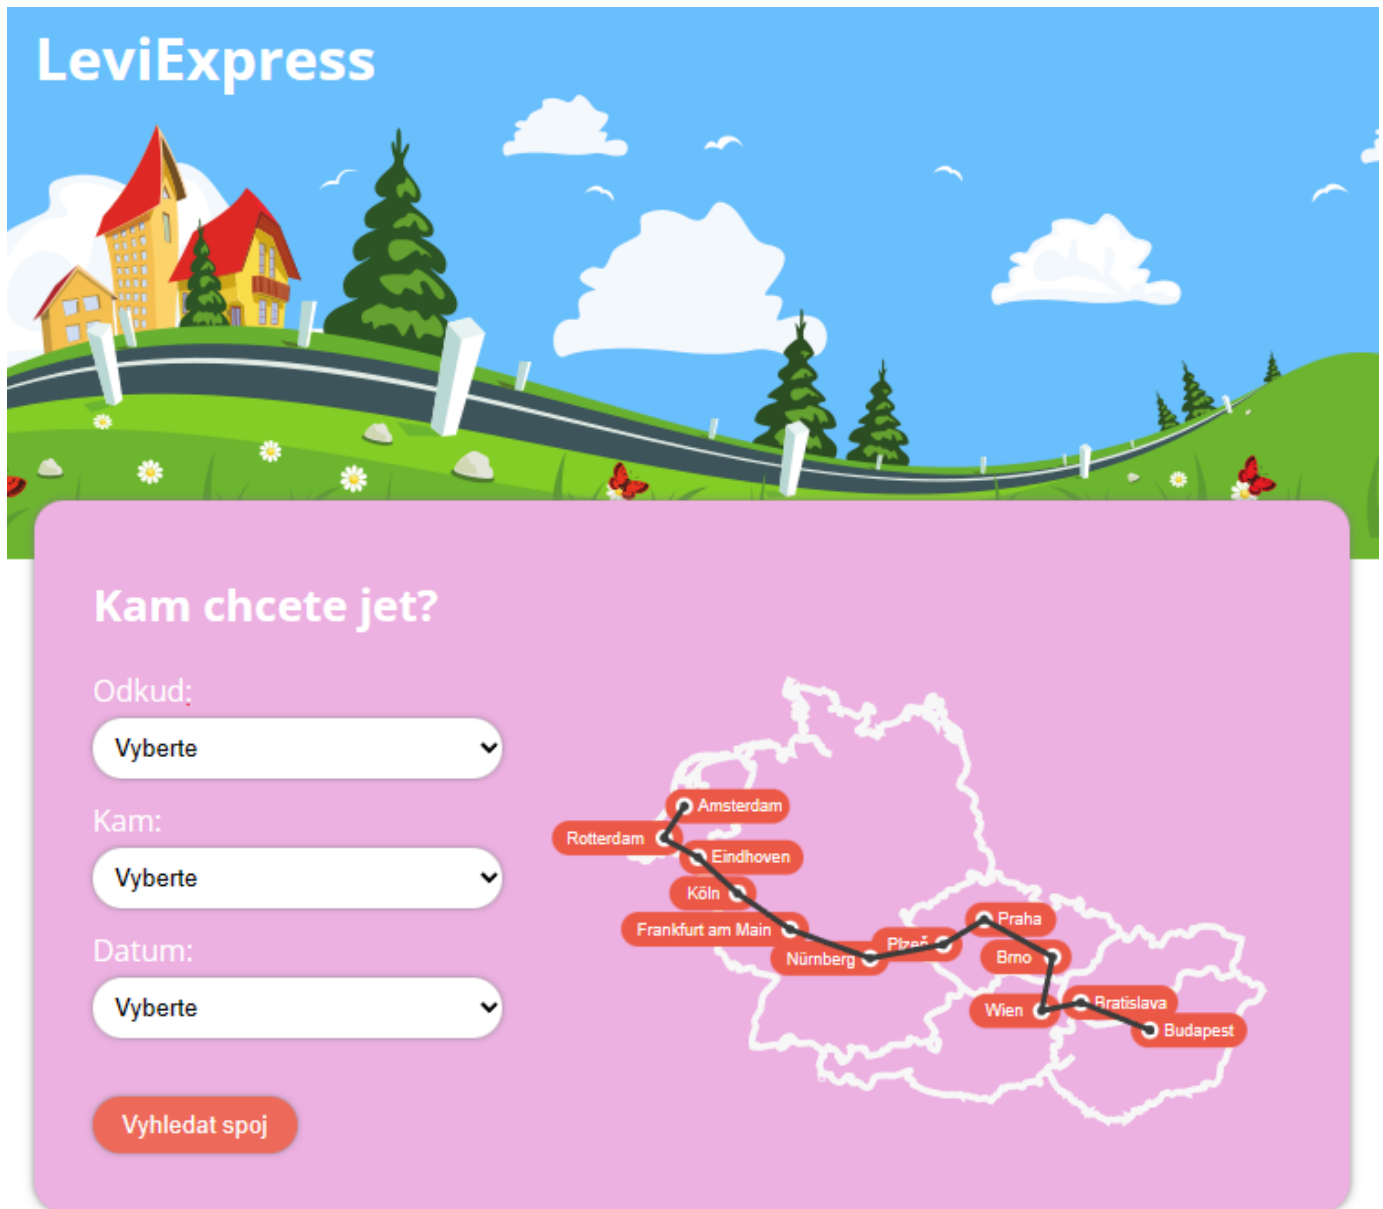 LeviExpress
Kam chcete jet?
Odkud:
Vyberte
Kam:
Vyberte
Datum:
Vyberte
Vyhledat spoj
Amsterdam
Rotterdam
Eindhoven
Köln
Frankfurt am Main
Nürnberg
Plzeň
Praha
Brno
Wien
Bratislava
Budapest